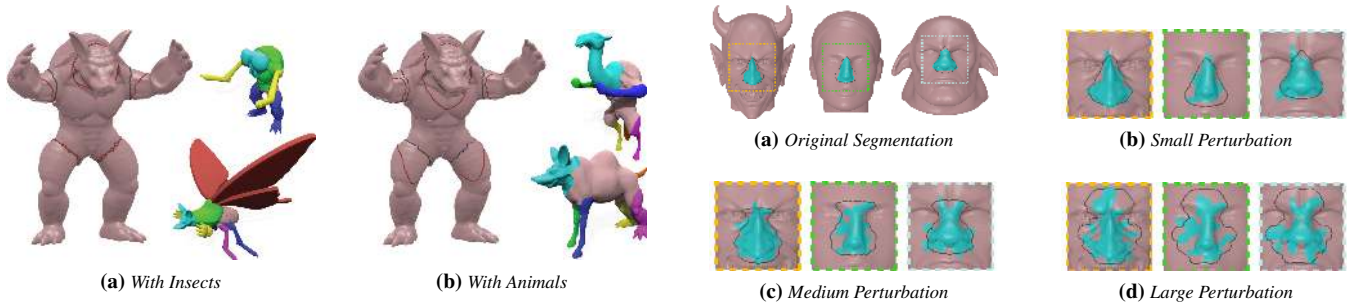 (a) With Insects
(b) With Animals
(a) Original Segmentation
(b) Small Perturbation
(c) Medium Perturbation
(d) Large Perturbation